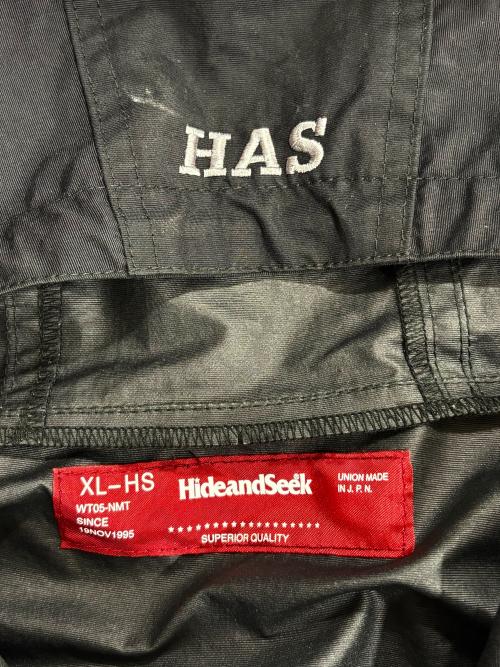 HAS
XL-HS
WT05-NMT
SINCE
19NOV1995
HideandSeek
★★★★★★★★★★★★★★★★★
SUPERIOR QUALITY
UNION MADE
IN J. P. N.